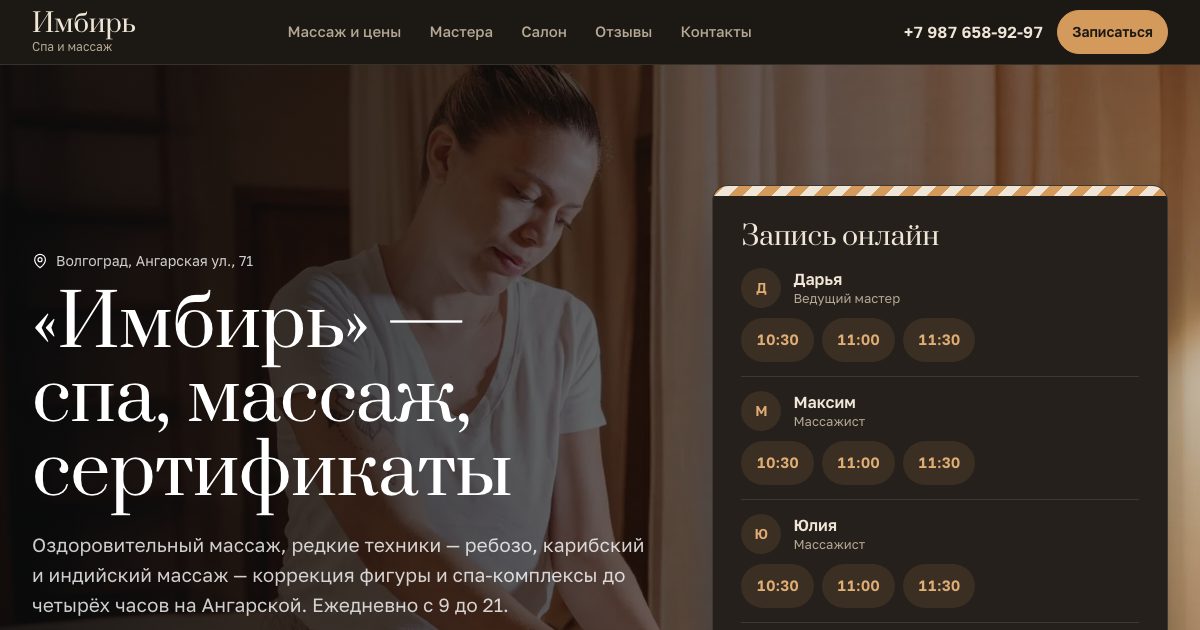 Имбирь
Спа и массаж
Массаж и цены
Мастера
Салон
Отзывы
Контакты
+7 987 658-92-97
Записаться
Волгоград, Ангарская ул., 71
«Имбирь» —
спа, массаж,
сертификаты
Оздоровительный массаж, редкие техники — ребозо, карибский
и индийский массаж — коррекция фигуры и спа-комплексы до
четырёх часов на Ангарской. Ежедневно с 9 до 21.
Запись онлайн
Д
Дарья
Ведущий мастер
10:30
11:00
11:30
М
Максим
Массажист
10:30
11:00
11:30
Ю
Юлия
Массажист
10:30
11:00
11:30